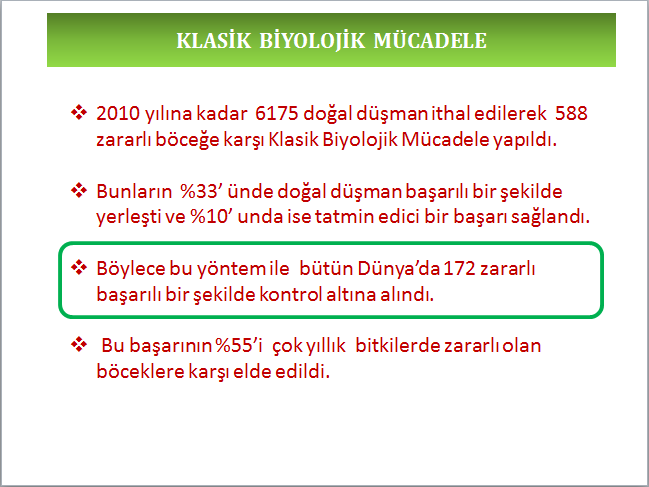 KLASİK BİYOLOJİK MÜCADELE
❖ 2010 yılına kadar 6175 doğal düşman ithal edilerek 588
zararlı böceğe karşı Klasik Biyolojik Mücadele yapıldı.
❖ Bunların %33' ünde doğal düşman başarılı bir şekilde
yerleşti ve %10' unda ise tatmin edici bir başarı sağlandı.
❖ Böylece bu yöntem ile bütün Dünya'da 172 zararlı
başarılı bir şekilde kontrol altına alındı.
❖ Bu başarının %55'i çok yıllık bitkilerde zararlı olan
böceklere karşı elde edildi.